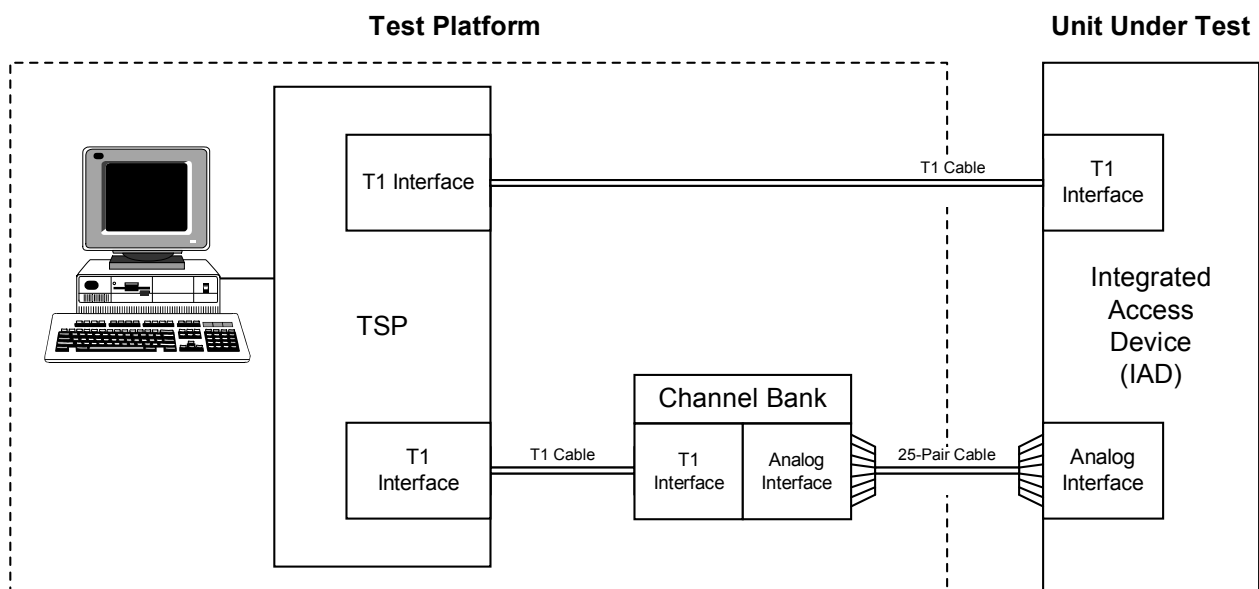 Test Platform
Unit Under Test
T1 Interface
T1 Cable
T1
Interface
TSP
Integrated
Access
Device
(IAD)
Channel Bank
T1
Interface
T1 Cable
T1
Interface
Analog
Interface
25-Pair Cable
Analog
Interface